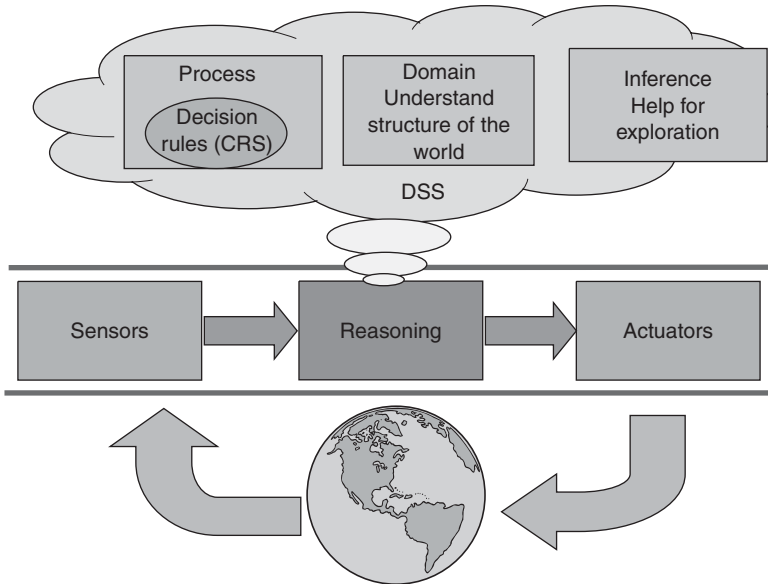 Process
Decision
rules (CRS)
Domain
Understand
structure of the
world
Inference
Help for
exploration
DSS
Sensors
Reasoning
Actuators